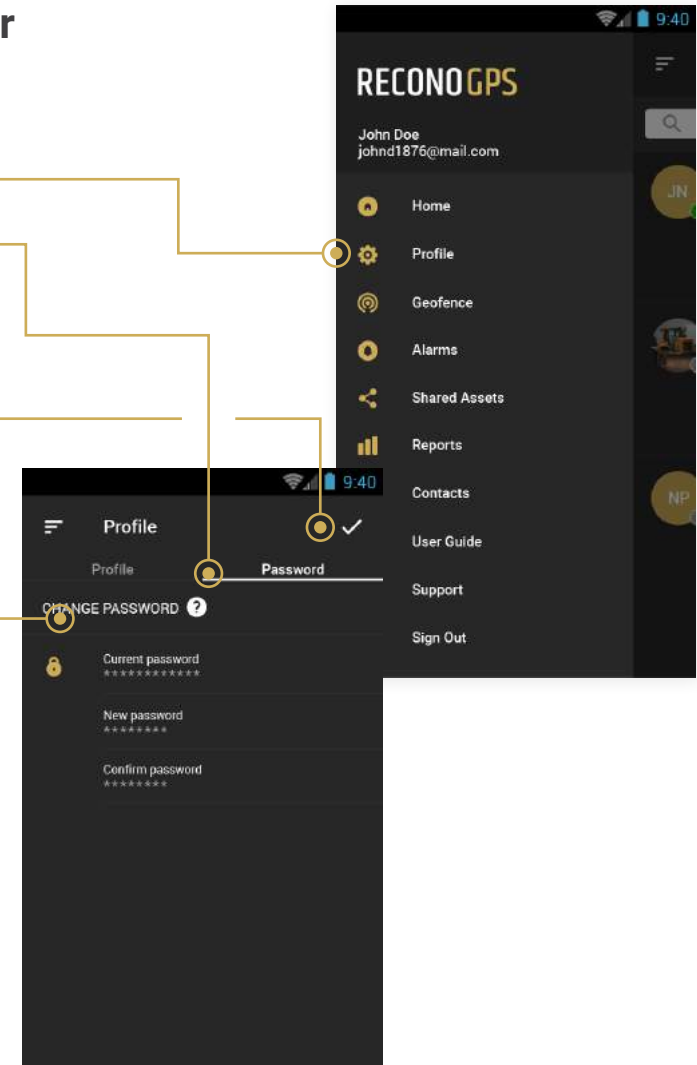 r
9:40
RECONOGPS
John Doe
johnd1876@mail.com
JN
Home
Profile
Geofence
Alarms
Shared Assets
Reports
Contacts
NP
User Guide
Support
Sign Out
9:40
Profile
Profile Password
CHANGE PASSWORD ?
Current password
************
New password
********
Confirm password
********